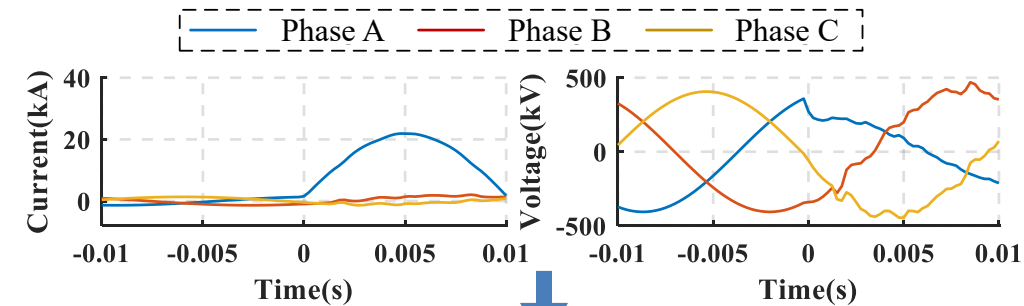 Phase A Phase B Phase C
Current(kA)
40
20
0
-0.01 -0.005 0 0.005 0.01
Time(s)
Voltage(kV)
500
0
-500
-0.01 -0.005 0 0.005 0.01
Time(s)